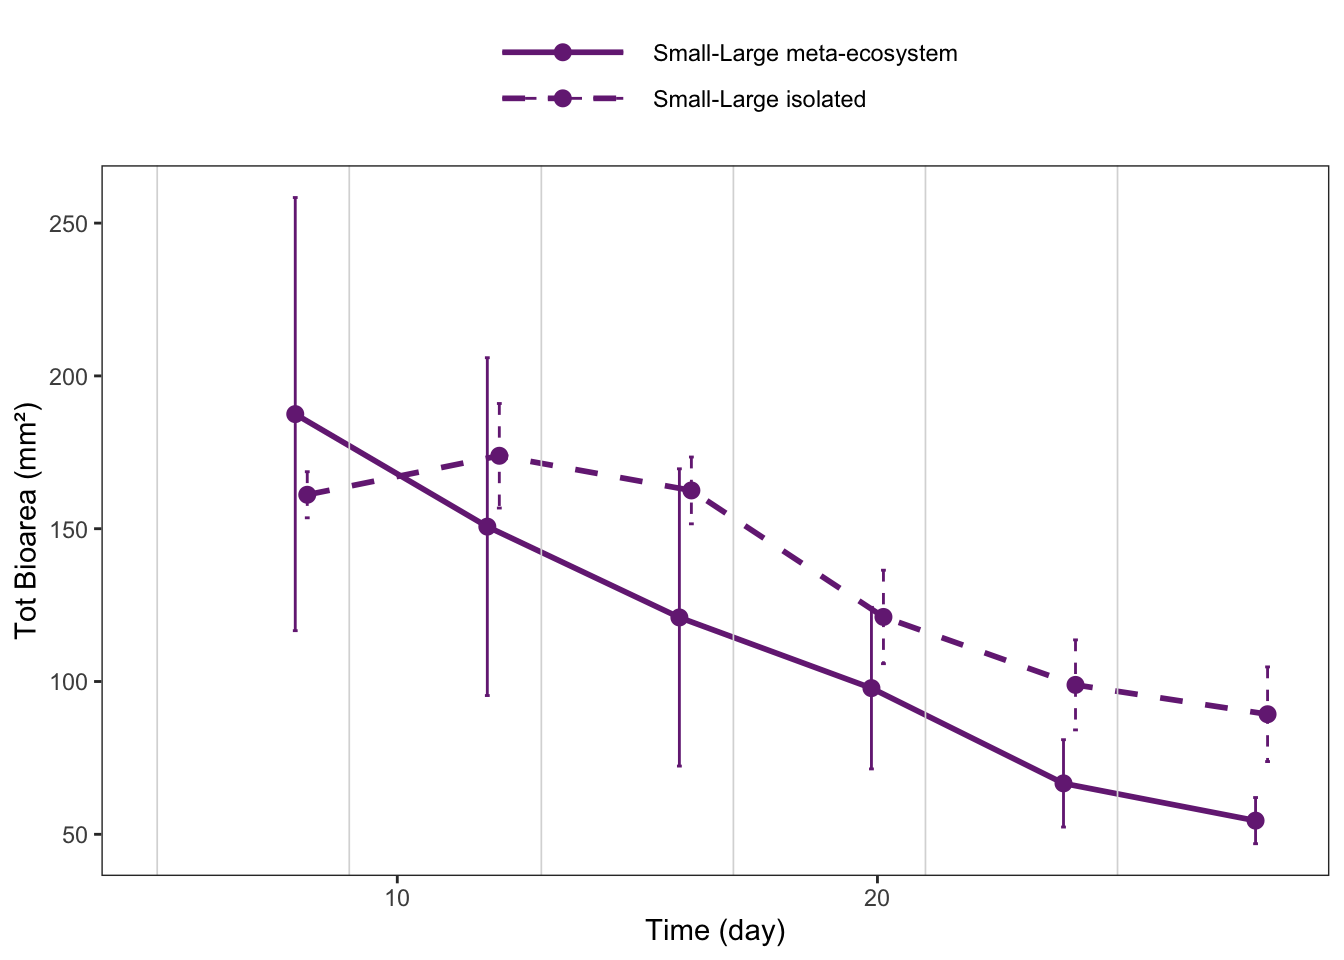 Small-Large meta-ecosystem
Small-Large isolated
250
200
150
100
50
Tot Bioarea (mm²)
10
20
Time (day)